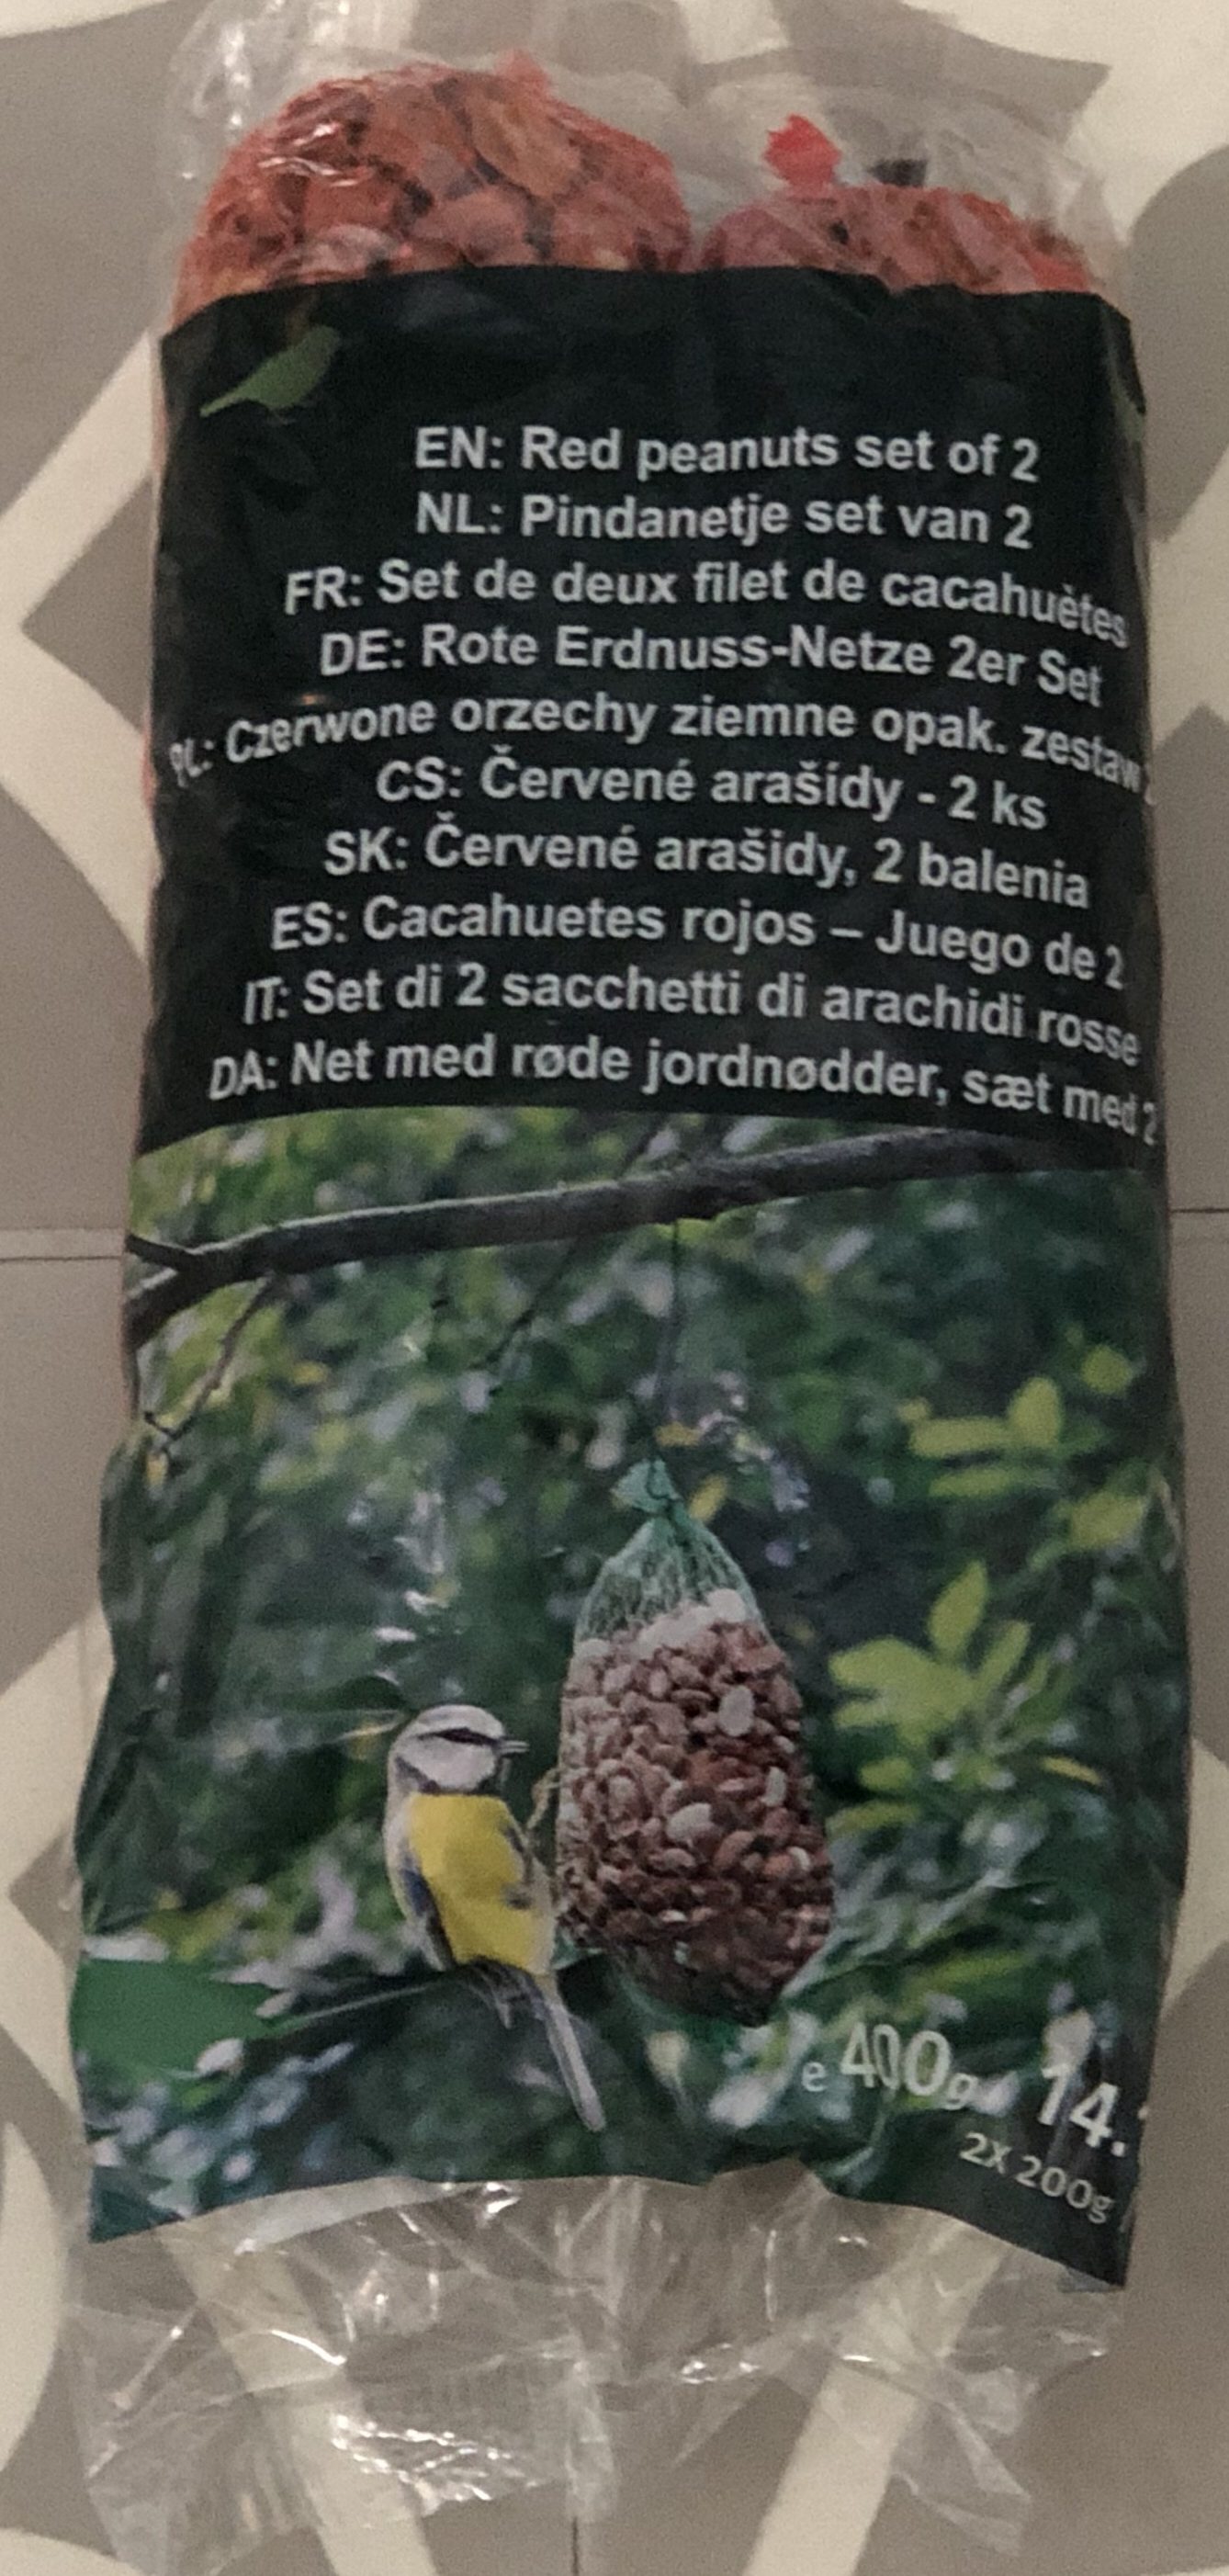 EN: Red peanuts set of 2
NL: Pindanetje set van 2
FR: Set de deux filet de cacahuètes
DE: Rote Erdnuss-Netze 2er Set
PL: Czerwone orzechy ziemne opak. zestaw
CS: Červené arašídy - 2 ks
SK: Červené arašidy, 2 balenia
ES: Cacahuetes rojos – Juego de 2
IT: Set di 2 sacchetti di arachidi rosse
DA: Net med røde jordnødder, sæt med 2
e 400g 14.
2X 200g